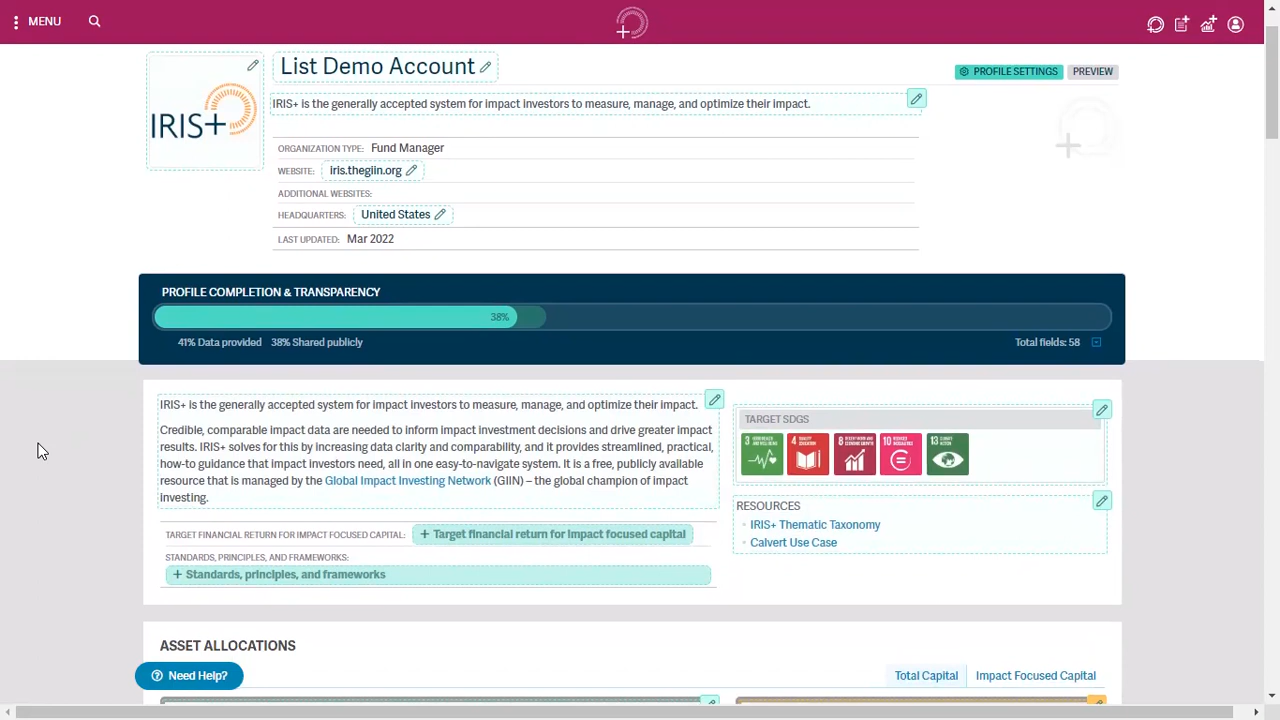 MENU
List Demo Account
PROFILE SETTINGS
PREVIEW
IRIS+
IRIS+ is the generally accepted system for impact investors to measure, manage, and optimize their impact.
ORGANIZATION TYPE: Fund Manager
WEBSITE: iris.thegiin.org
ADDITIONAL WEBSITES:
HEADQUARTERS: United States
LAST UPDATED: Mar 2022
PROFILE COMPLETION & TRANSPARENCY
38%
41% Data provided 38% Shared publicly
Total fields: 58
IRIS+ is the generally accepted system for impact investors to measure, manage, and optimize their impact.
Credible, comparable impact data are needed to inform impact investment decisions and drive greater impact
results. IRIS+ solves for this by increasing data clarity and comparability, and it provides streamlined, practical,
how-to guidance that impact investors need, all in one easy-to-navigate system. It is a free, publicly available
resource that is managed by the Global Impact Investing Network (GIIN) – the global champion of impact
investing.
TARGET FINANCIAL RETURN FOR IMPACT FOCUSED CAPITAL: + Target financial return for impact focused capital
STANDARDS, PRINCIPLES, AND FRAMEWORKS:
+ Standards, principles, and frameworks
TARGET SDGS
3
4
8
10
13
RESOURCES
IRIS+ Thematic Taxonomy
Calvert Use Case
ASSET ALLOCATIONS
Need Help?
Total Capital
Impact Focused Capital